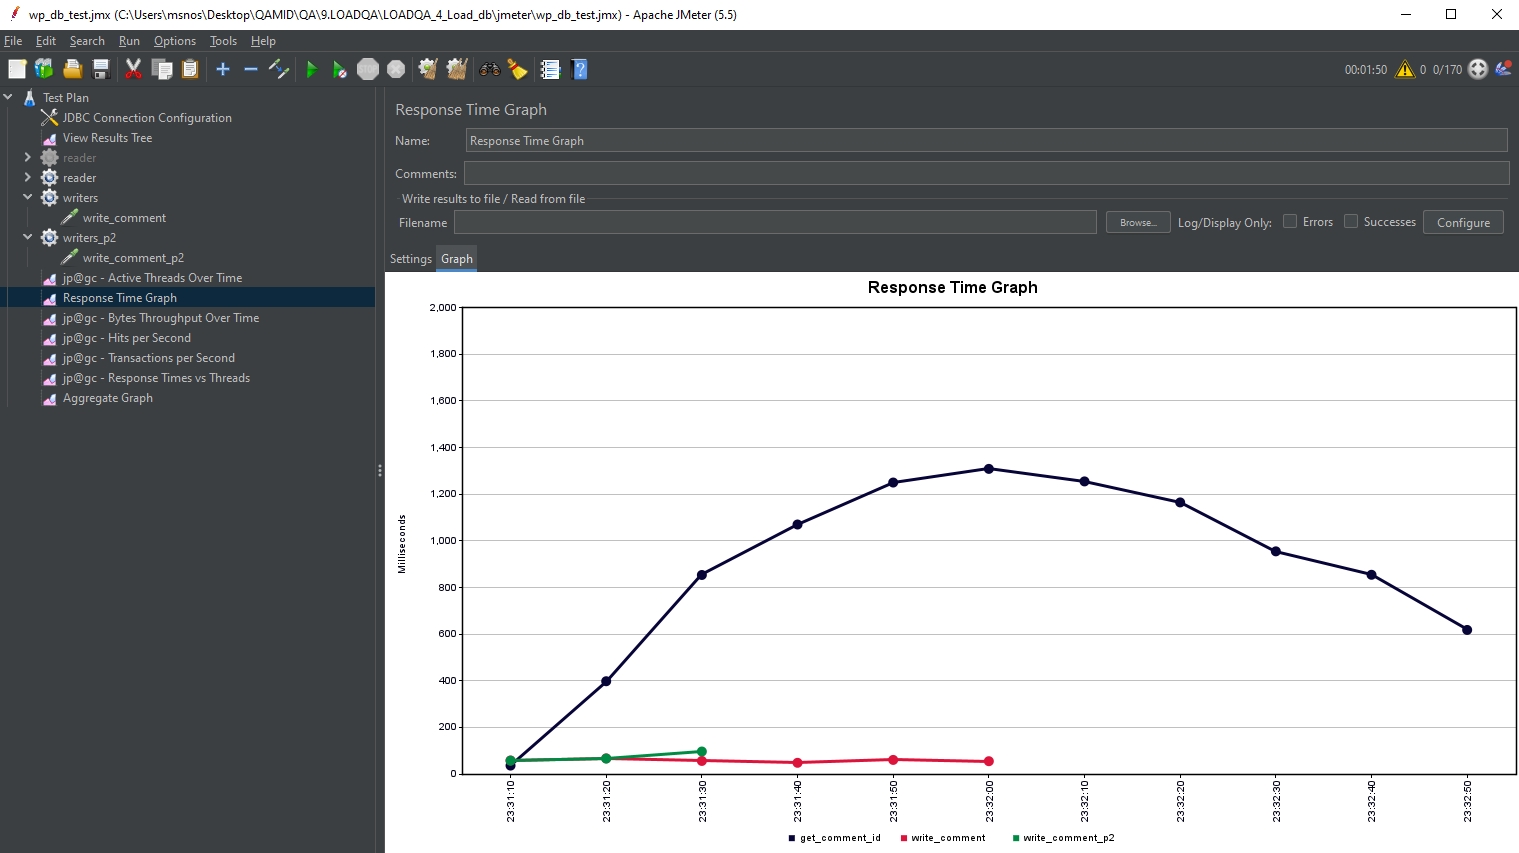 wp_db_test.jmx (C:\Users\msnos\Desktop\QAMID\QA\9.LOADQA\LOADQA_4_Load_db\jmeter\wp_db_test.jmx) - Apache JMeter (5.5)
File Edit Search Run Options Tools Help
STOP 00:01:50 0 0/170
Test Plan
JDBC Connection Configuration
View Results Tree
reader
reader
writers
write_comment
writers_p2
write_comment_p2
jp@gc - Active Threads Over Time
Response Time Graph
jp@gc - Bytes Throughput Over Time
jp@gc - Hits per Second
jp@gc - Transactions per Second
jp@gc - Response Times vs Threads
Aggregate Graph
Response Time Graph
Name: Response Time Graph
Comments:
Write results to file / Read from file
Filename Browse... Log/Display Only: Errors Successes Configure
Settings Graph
Response Time Graph
2,000
1,800
1,600
1,400
1,200
1,000
800
600
400
200
0
Milliseconds
23:31:10 23:31:20 23:31:30 23:31:40 23:31:50 23:32:00 23:32:10 23:32:20 23:32:30 23:32:40 23:32:50
get_comment_id write_comment write_comment_p2